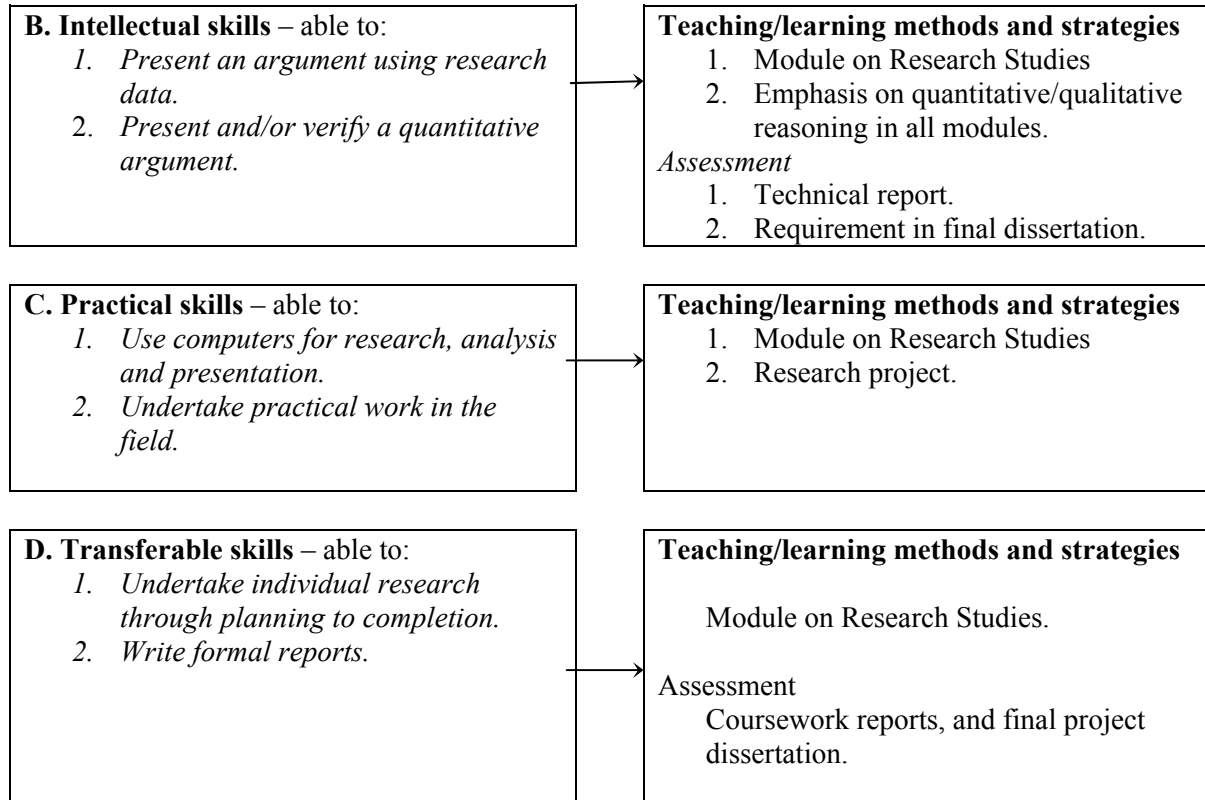 B. Intellectual skills – able to:
1. Present an argument using research
data.
2. Present and/or verify a quantitative
argument.
Teaching/learning methods and strategies
1. Module on Research Studies
2. Emphasis on quantitative/qualitative
reasoning in all modules.
Assessment
1. Technical report.
2. Requirement in final dissertation.
C. Practical skills – able to:
1. Use computers for research, analysis
and presentation.
2. Undertake practical work in the
field.
Teaching/learning methods and strategies
1. Module on Research Studies
2. Research project.
D. Transferable skills – able to:
1. Undertake individual research
through planning to completion.
2. Write formal reports.
Teaching/learning methods and strategies
Module on Research Studies.
Assessment
Coursework reports, and final project
dissertation.